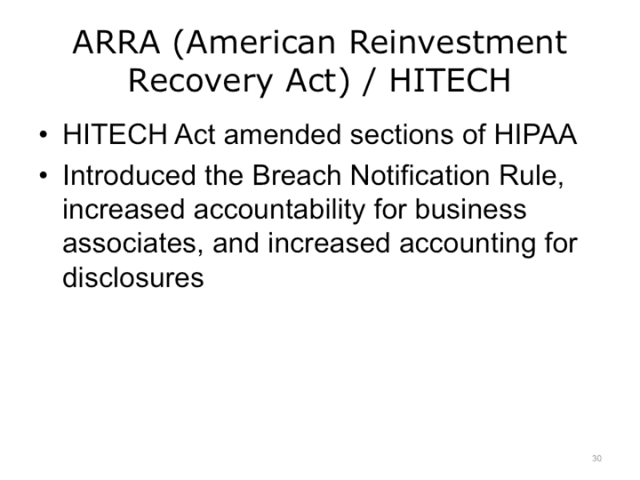 ARRA (American Reinvestment
Recovery Act) / HITECH
• HITECH Act amended sections of HIPAA
• Introduced the Breach Notification Rule,
increased accountability for business
associates, and increased accounting for
disclosures
30